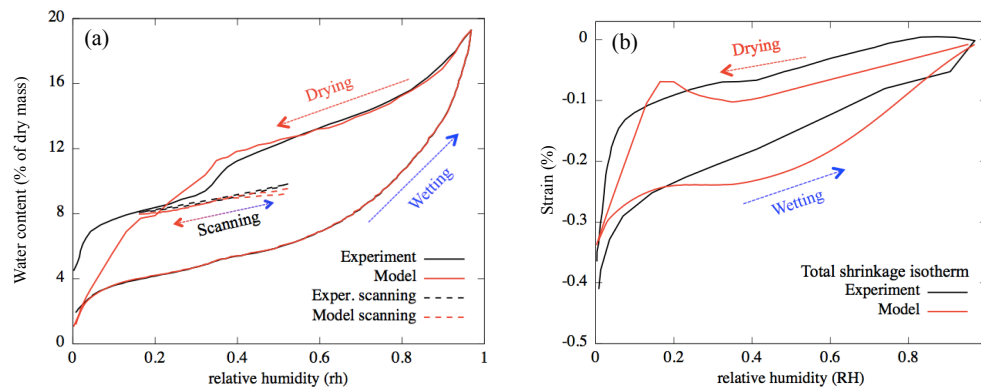 (a)
Water content (% of dry mass)
20
16
12
8
4
0
Drying
Wetting
Scanning
Experiment
Model
Exper. scanning
Model scanning
0
0.2
0.4
0.6
0.8
1
relative humidity (rh)
(b)
Strain (%)
0
-0.1
-0.2
-0.3
-0.4
-0.5
Drying
Wetting
Total shrinkage isotherm
Experiment
Model
0
0.2
0.4
0.6
0.8
relative humidity (RH)